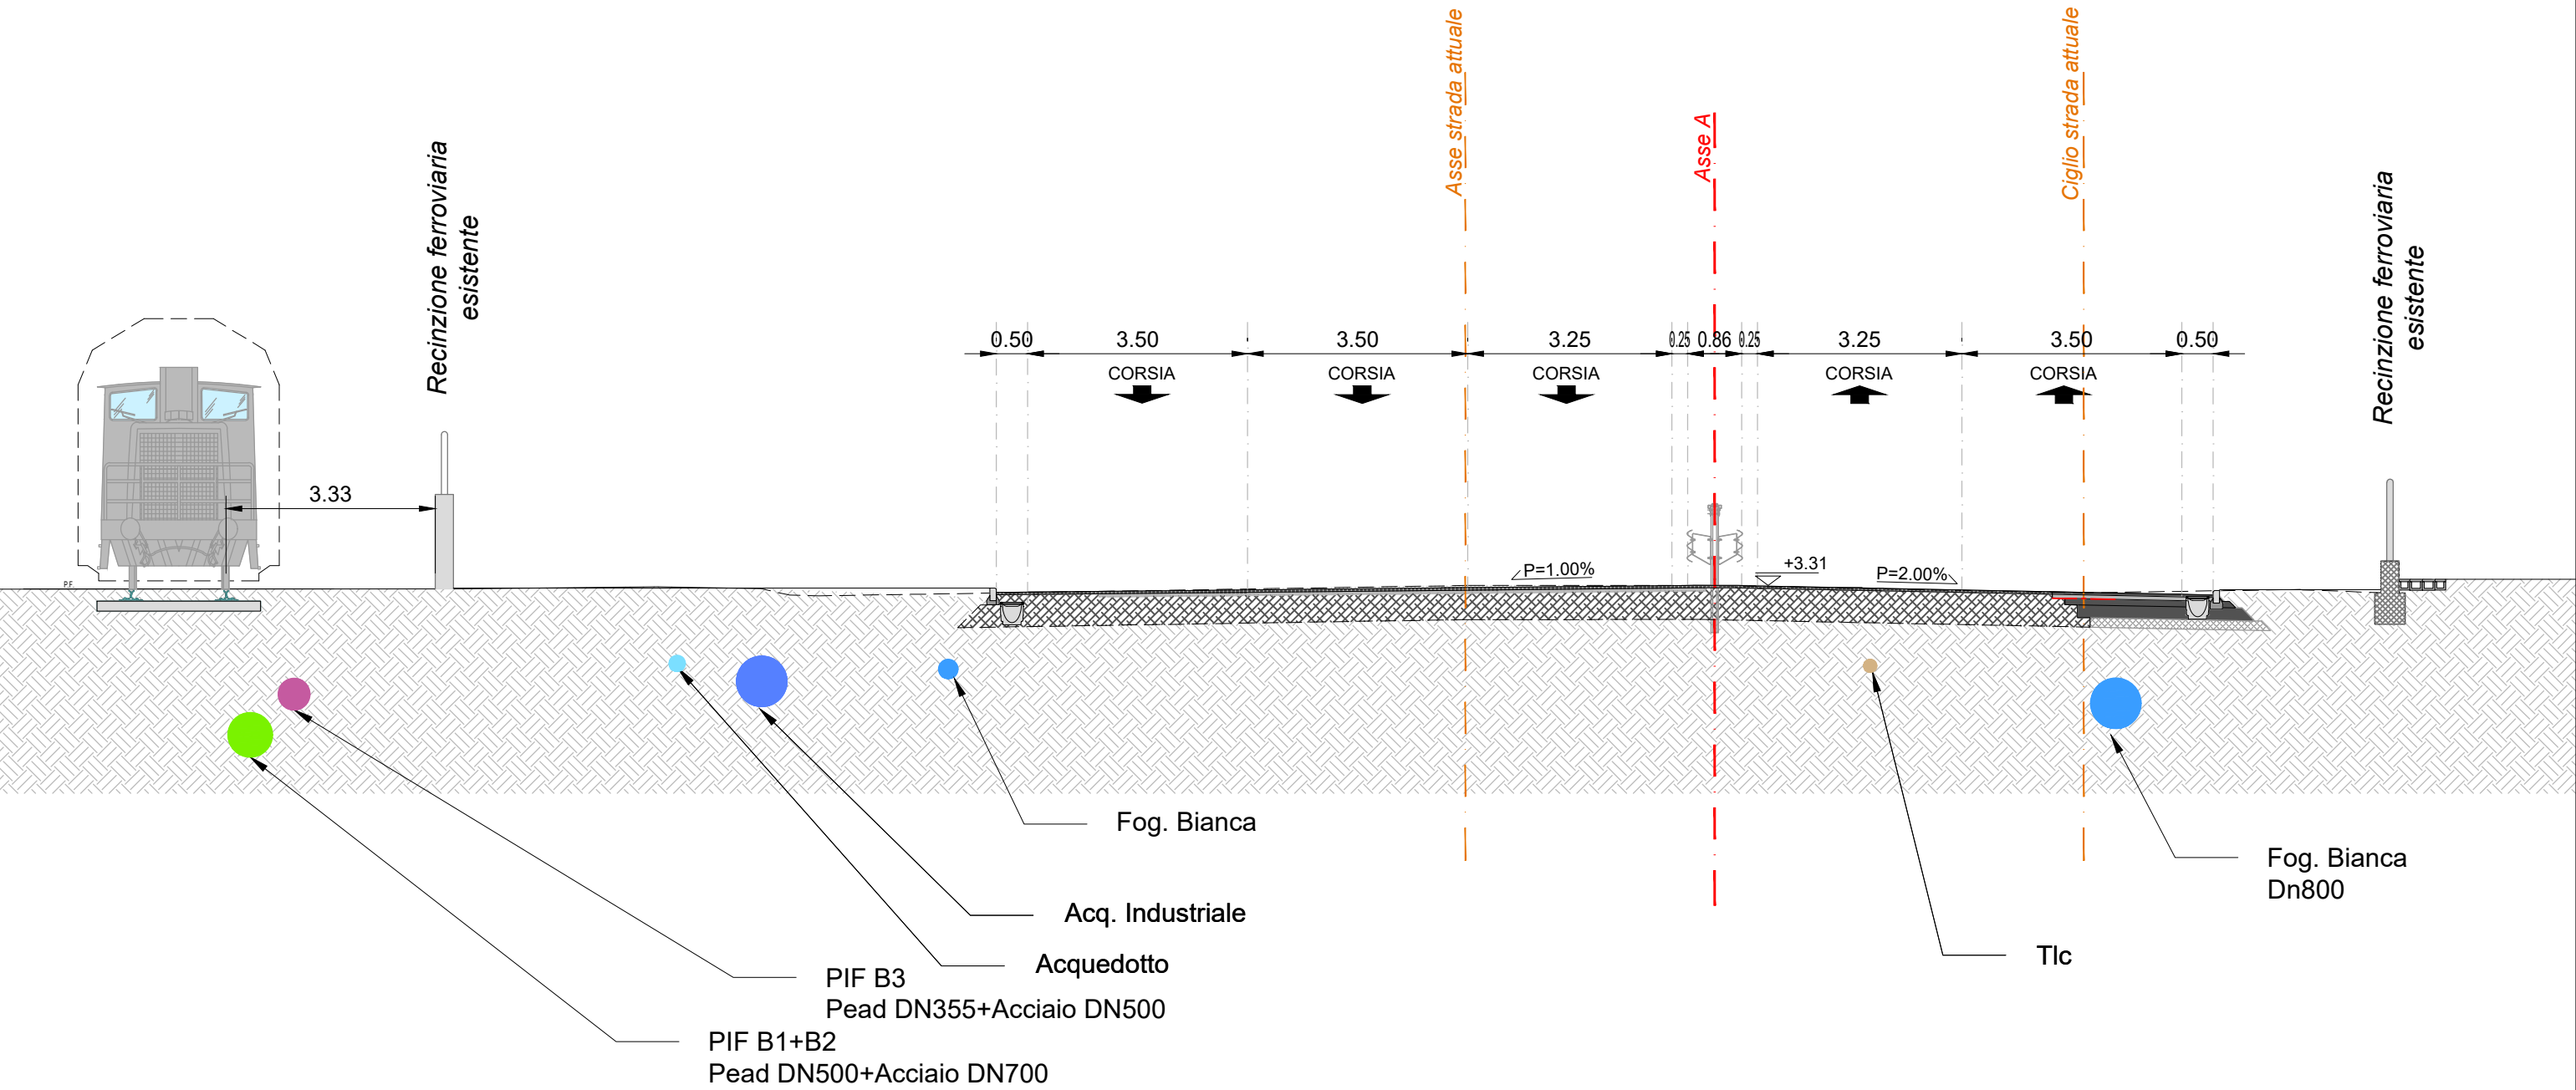 Asse strada attuale
Asse A
Ciglio strada attuale
Recinzione ferroviaria
esistente
Recinzione ferroviaria
esistente
0.50
3.50
3.50
3.25
0.25
0.86
0.25
3.25
3.50
0.50
CORSIA
CORSIA
CORSIA
CORSIA
CORSIA
3.33
P.F.
P=1.00%
+3.31
P=2.00%
Fog. Bianca
Fog. Bianca
Dn800
Acq. Industriale
Tlc
Acquedotto
PIF B3
Pead DN355+Acciaio DN500
PIF B1+B2
Pead DN500+Acciaio DN700